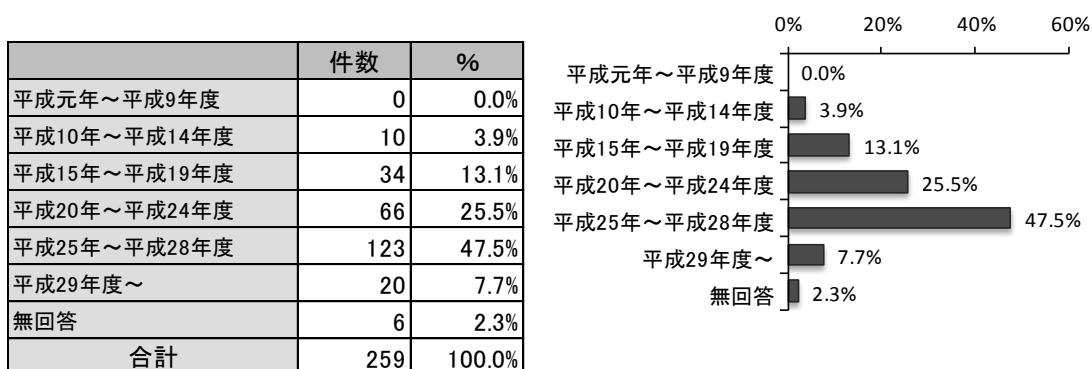 件数 %
平成元年～平成9年度 0 0.0%
平成10年～平成14年度 10 3.9%
平成15年～平成19年度 34 13.1%
平成20年～平成24年度 66 25.5%
平成25年～平成28年度 123 47.5%
平成29年度～ 20 7.7%
無回答 6 2.3%
合計 259 100.0%
0% 20% 40% 60%
平成元年～平成9年度 0.0%
平成10年～平成14年度 3.9%
平成15年～平成19年度 13.1%
平成20年～平成24年度 25.5%
平成25年～平成28年度 47.5%
平成29年度～ 7.7%
無回答 2.3%